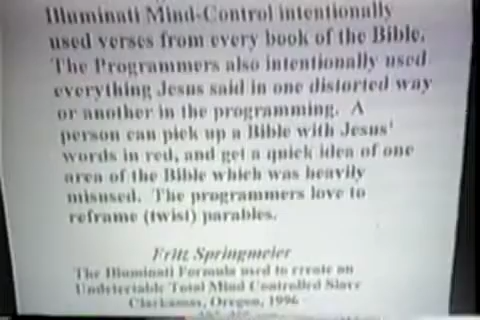 Illuminati Mind-Control intentionally
used verses from every book of the Bible.
The Programmers also intentionally used
everything Jesus said in one distorted way
or another in the programming. A
person can pick up a Bible with Jesus'
words in red, and get a quick idea of one
area of the Bible which was heavily
misused. The programmers love to
reframe (twist) parables.
Fritz Springmeier
The Illuminati Formula used to create an
Undetectable Total Mind Controlled Slave
Clackamas, Oregon, 1996